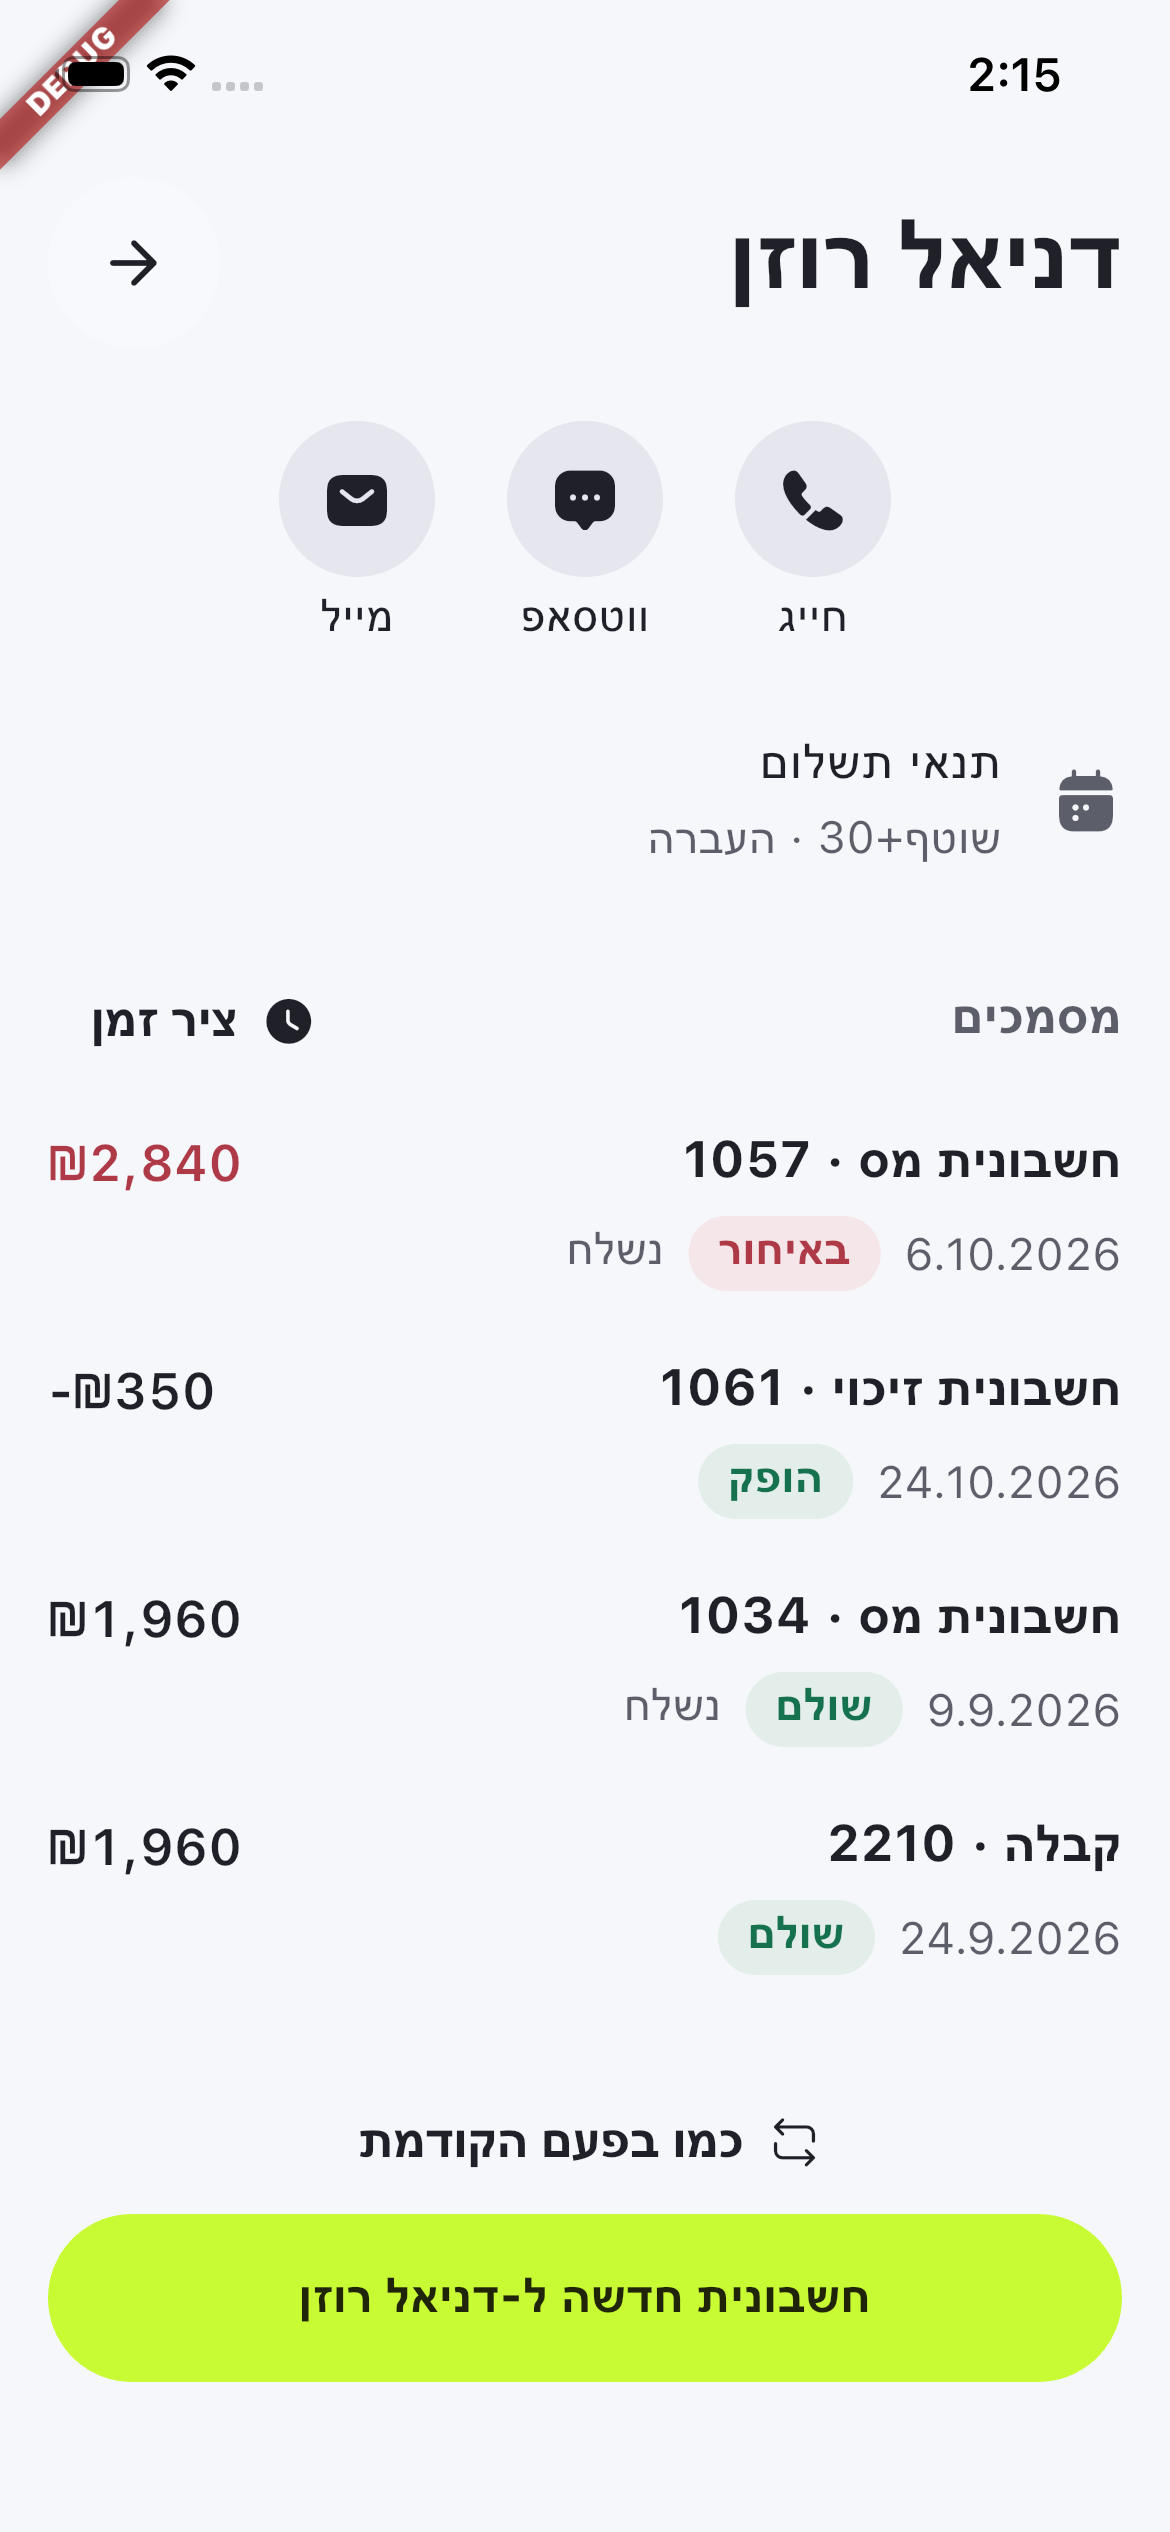 DEBUG
2:15
דניאל רוזן
חייג
ווטסאפ
מייל
תנאי תשלום
שוטף+30 · העברה
מסמכים
ציר זמן
חשבונית מס · 1057
₪2,840
6.10.2026 באיחור נשלח
חשבונית זיכוי · 1061
-₪350
24.10.2026 הופק
חשבונית מס · 1034
₪1,960
9.9.2026 שולם נשלח
קבלה · 2210
₪1,960
24.9.2026 שולם
כמו בפעם הקודמת
חשבונית חדשה ל-דניאל רוזן